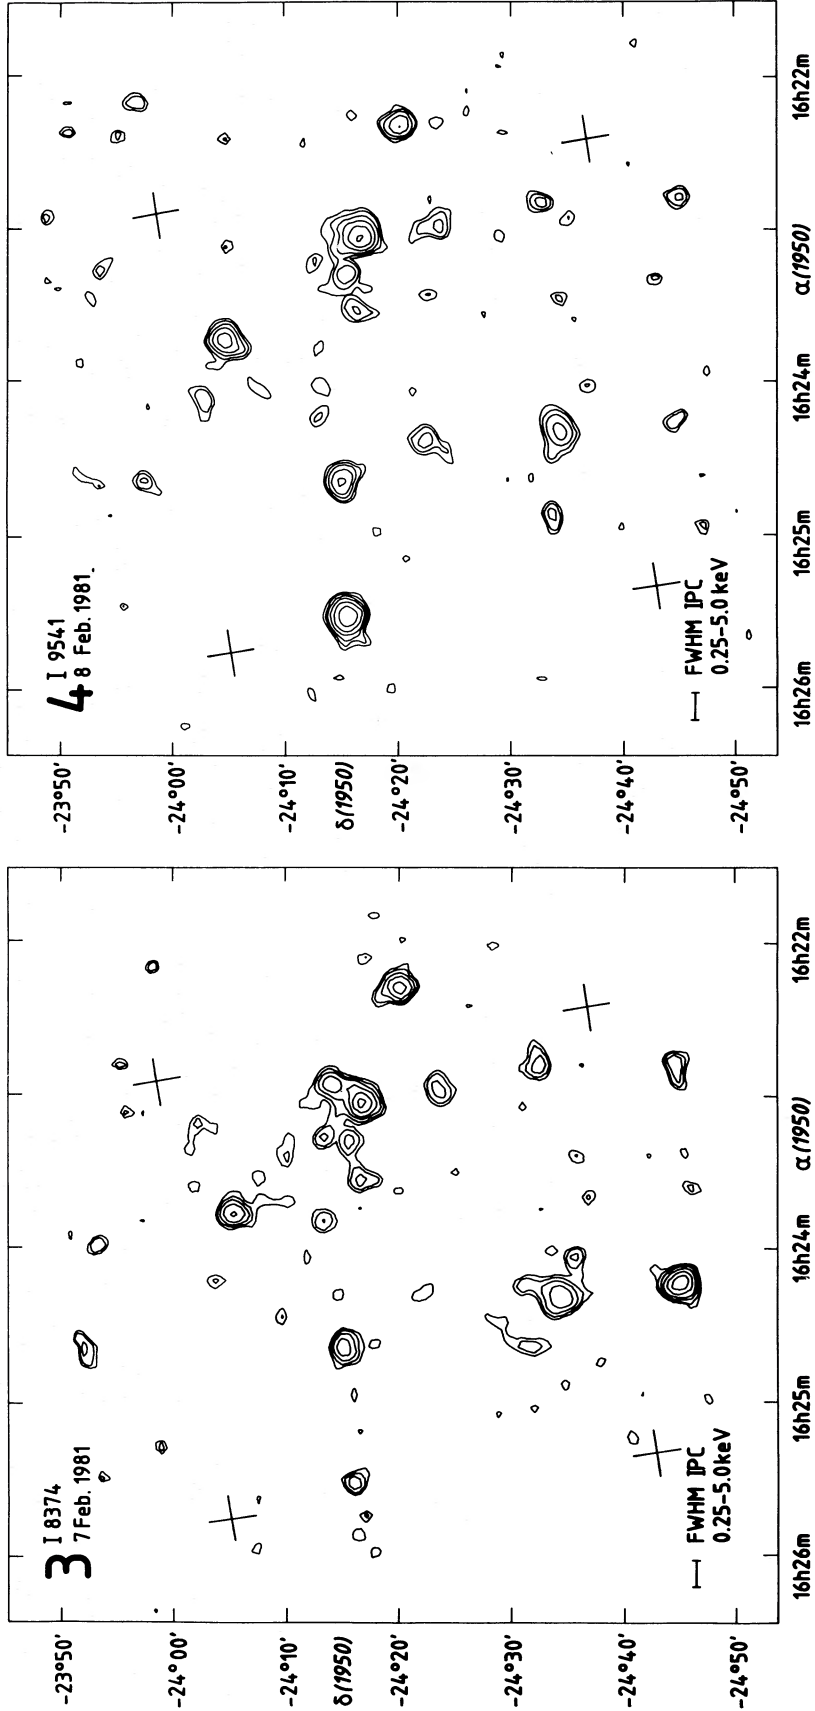 4 I 9541
8 Feb. 1981.
-23°50'
-24°00'
-24°10'
δ(1950)
-24°20'
-24°30'
-24°40'
-24°50'
16h22m
α(1950)
16h24m
16h25m
16h26m
FWHM IPC
0.25-5.0 keV
3 I 8374
7 Feb. 1981
-23°50'
-24°00'
-24°10'
δ(1950)
-24°20'
-24°30'
-24°40'
-24°50'
16h22m
α(1950)
16h24m
16h25m
16h26m
FWHM IPC
0.25-5.0keV